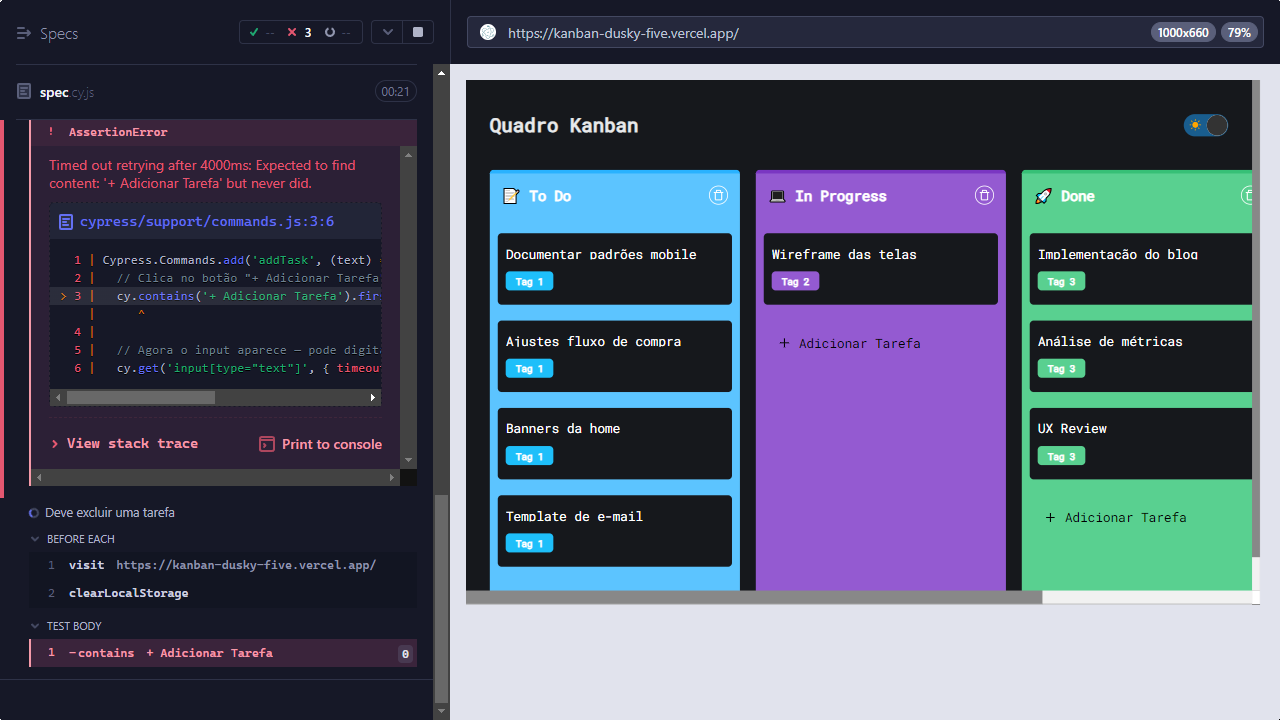 Specs
-- 3 --
https://kanban-dusky-five.vercel.app/
1000x660
79%
spec.cy.js
00:21
! AssertionError
Timed out retrying after 4000ms: Expected to find
content: '+ Adicionar Tarefa' but never did.
cypress/support/commands.js:3:6
1 | Cypress.Commands.add('addTask', (text) =
2 | // Clica no botão "+ Adicionar Tarefa
> 3 | cy.contains('+ Adicionar Tarefa').firs
| ^
4 |
5 | // Agora o input aparece — pode digita
6 | cy.get('input[type="text"]', { timeout
View stack trace
Print to console
Deve excluir uma tarefa
BEFORE EACH
1 visit https://kanban-dusky-five.vercel.app/
2 clearLocalStorage
TEST BODY
1 -contains + Adicionar Tarefa 0
Quadro Kanban
To Do
Documentar padrões mobile
Tag 1
Ajustes fluxo de compra
Tag 1
Banners da home
Tag 1
Template de e-mail
Tag 1
In Progress
Wireframe das telas
Tag 2
+ Adicionar Tarefa
Done
Implementação do blog
Tag 3
Análise de métricas
Tag 3
UX Review
Tag 3
+ Adicionar Tarefa